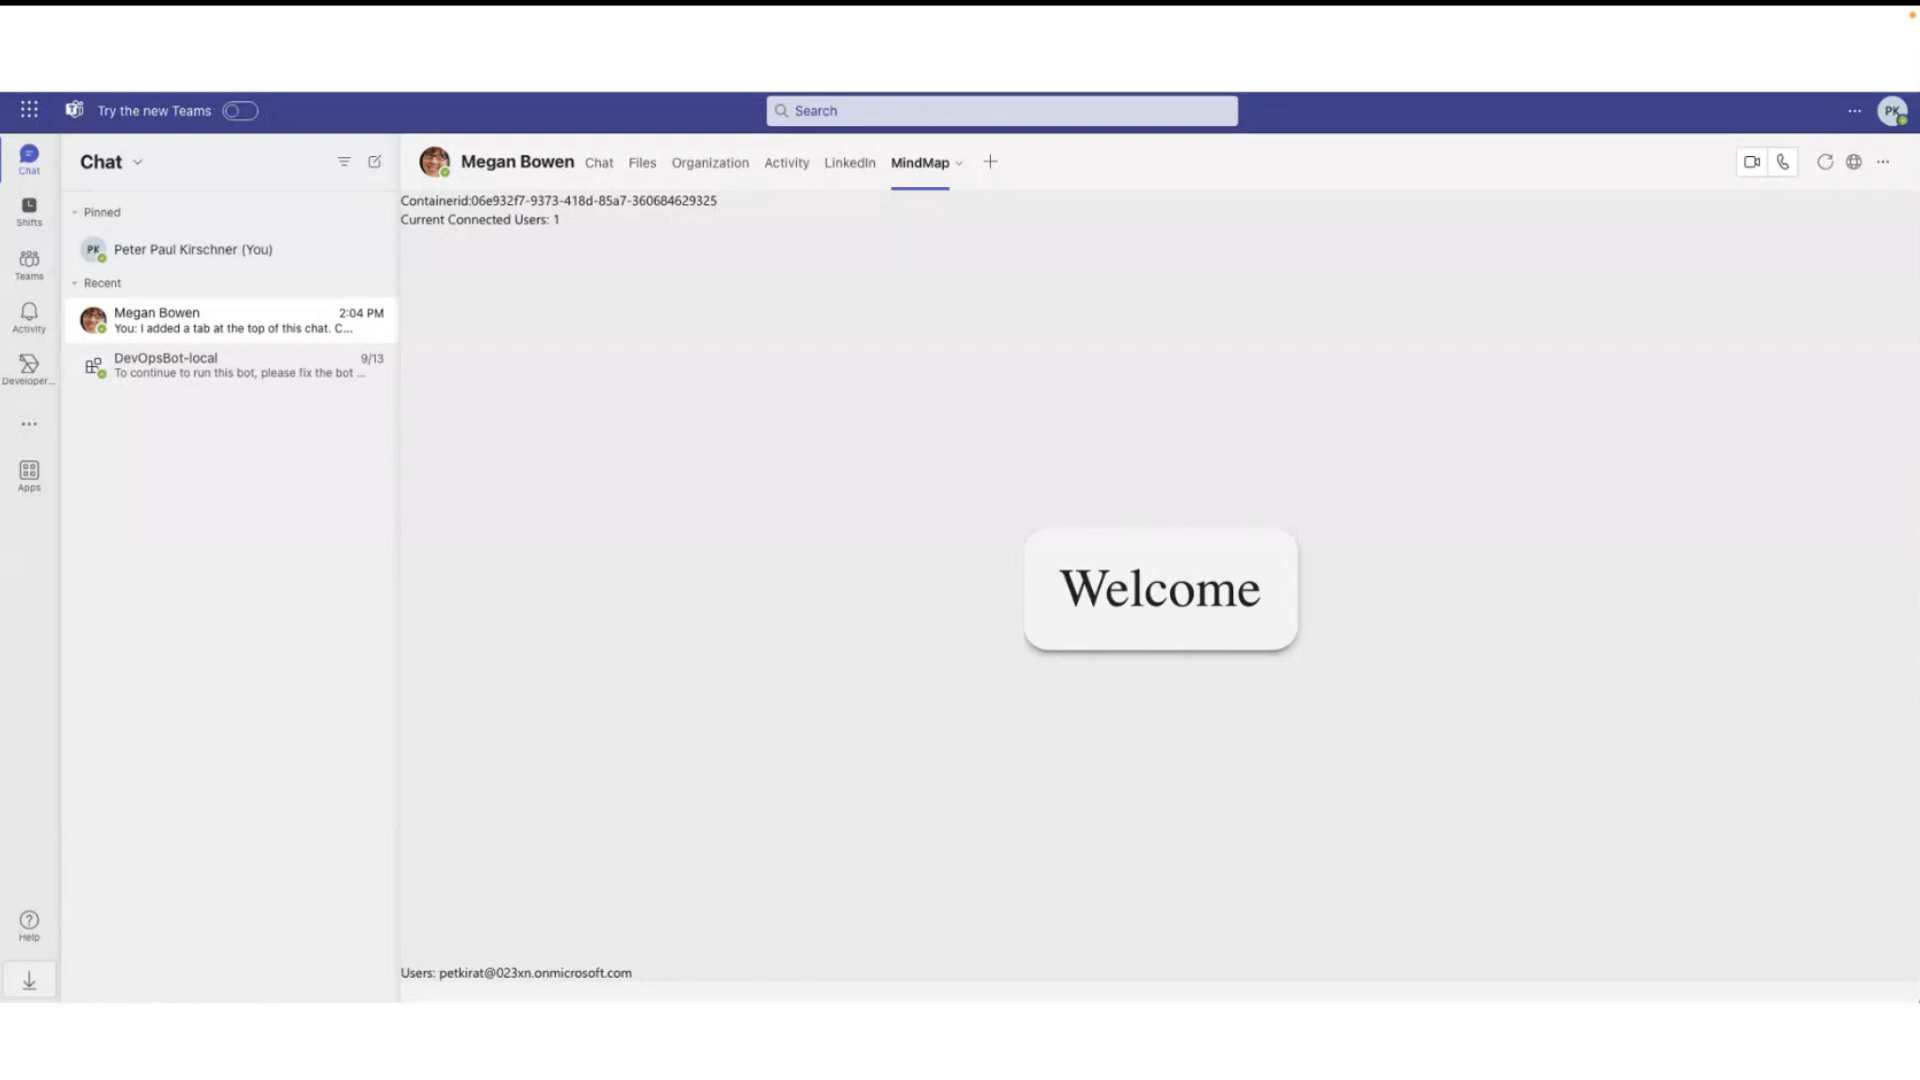 Try the new Teams
Search
PK
Chat
Shifts
Teams
Activity
Developer...
Apps
Help
Chat
Pinned
PK
Peter Paul Kirschner (You)
Recent
Megan Bowen
2:04 PM
You: I added a tab at the top of this chat. C...
DevOpsBot-local
9/13
To continue to run this bot, please fix the bot ...
Megan Bowen Chat Files Organization Activity LinkedIn MindMap
Containerid:06e932f7-9373-418d-85a7-360684629325
Current Connected Users: 1
Welcome
Users: petkirat@023xn.onmicrosoft.com